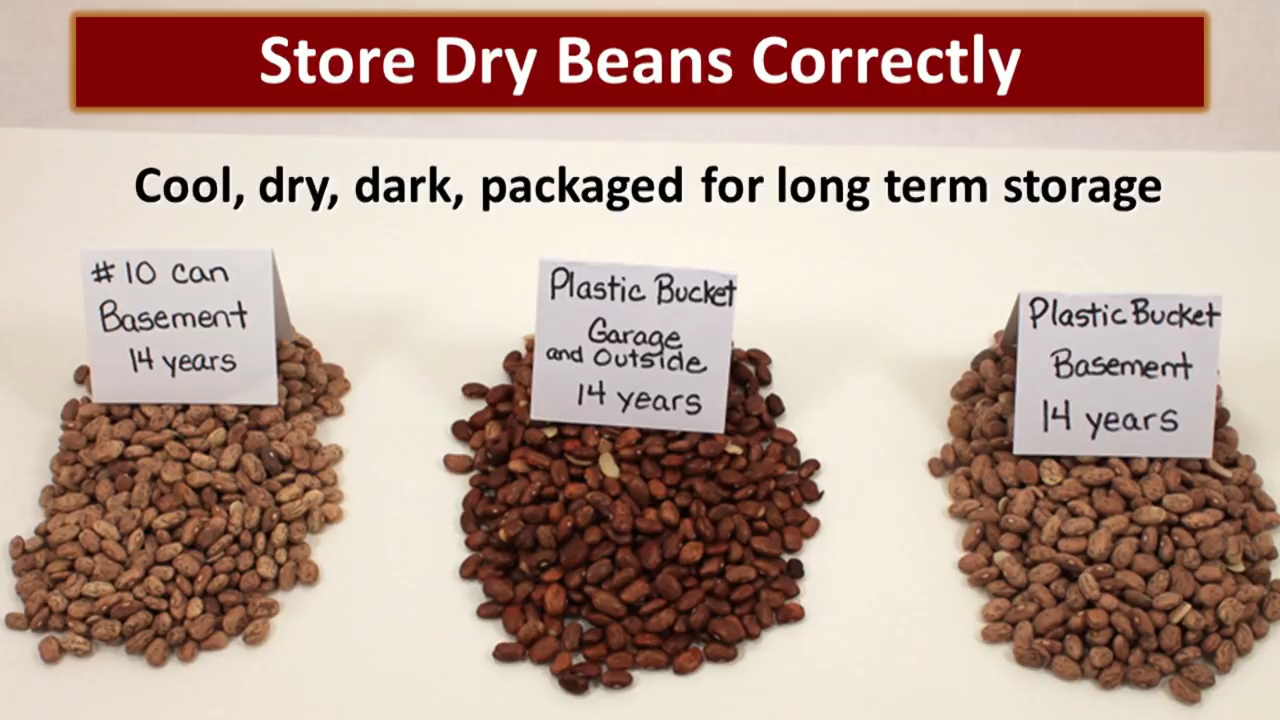 Store Dry Beans Correctly
Cool, dry, dark, packaged for long term storage
#10 can
Basement
14 years
Plastic Bucket
Garage
and Outside
14 years
Plastic Bucket
Basement
14 years